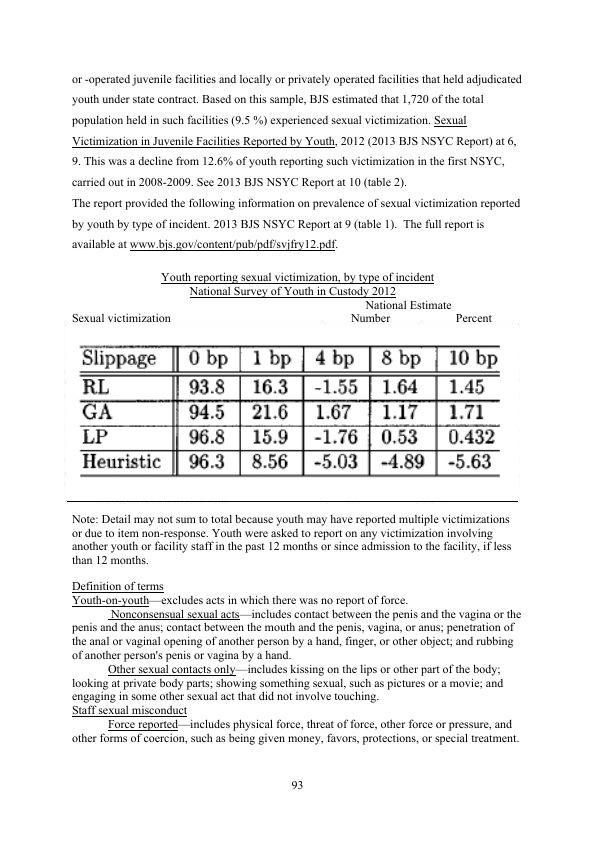 or -operated juvenile facilities and locally or privately operated facilities that held adjudicated
youth under state contract. Based on this sample, BJS estimated that 1,720 of the total
population held in such facilities (9.5 %) experienced sexual victimization. Sexual
Victimization in Juvenile Facilities Reported by Youth, 2012 (2013 BJS NSYC Report) at 6,
9. This was a decline from 12.6% of youth reporting such victimization in the first NSYC,
carried out in 2008-2009. See 2013 BJS NSYC Report at 10 (table 2).
The report provided the following information on prevalence of sexual victimization reported
by youth by type of incident. 2013 BJS NSYC Report at 9 (table 1). The full report is
available at www.bjs.gov/content/pub/pdf/svjfry12.pdf.
Youth reporting sexual victimization, by type of incident
National Survey of Youth in Custody 2012
National Estimate
Sexual victimization Number Percent
Slippage 0 bp 1 bp 4 bp 8 bp 10 bp
RL 93.8 16.3 -1.55 1.64 1.45
GA 94.5 21.6 1.67 1.17 1.71
LP 96.8 15.9 -1.76 0.53 0.432
Heuristic 96.3 8.56 -5.03 -4.89 -5.63
Note: Detail may not sum to total because youth may have reported multiple victimizations
or due to item non-response. Youth were asked to report on any victimization involving
another youth or facility staff in the past 12 months or since admission to the facility, if less
than 12 months.
Definition of terms
Youth-on-youth—excludes acts in which there was no report of force.
Nonconsensual sexual acts—includes contact between the penis and the vagina or the
penis and the anus; contact between the mouth and the penis, vagina, or anus; penetration of
the anal or vaginal opening of another person by a hand, finger, or other object; and rubbing
of another person's penis or vagina by a hand.
Other sexual contacts only—includes kissing on the lips or other part of the body;
looking at private body parts; showing something sexual, such as pictures or a movie; and
engaging in some other sexual act that did not involve touching.
Staff sexual misconduct
Force reported—includes physical force, threat of force, other force or pressure, and
other forms of coercion, such as being given money, favors, protections, or special treatment.
93